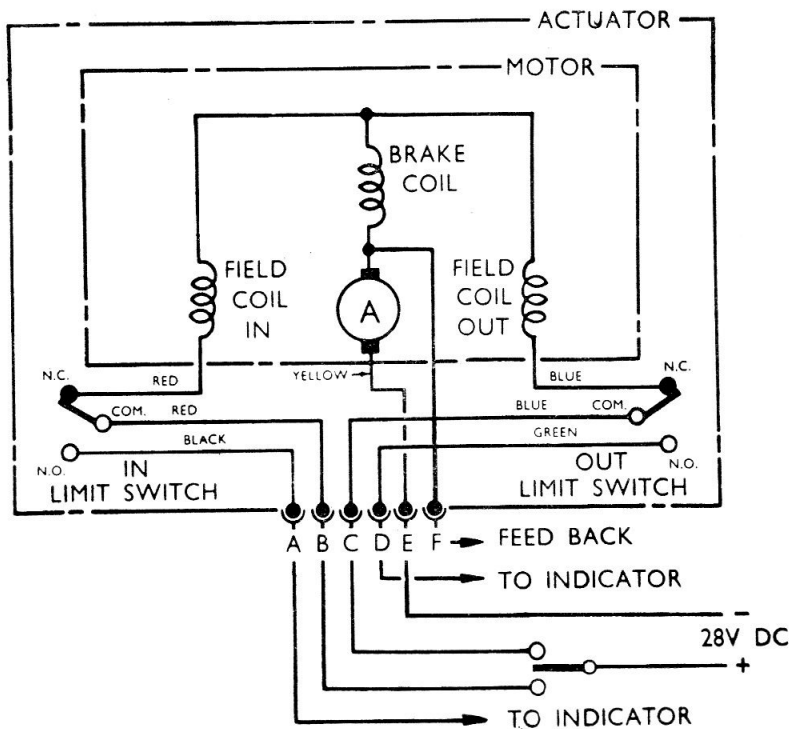 ACTUATOR
MOTOR
BRAKE
COIL
FIELD
COIL
IN
A
FIELD
COIL
OUT
N.C.
RED
YELLOW
BLUE
N.C.
COM.
RED
BLUE
COM.
BLACK
GREEN
N.O.
IN
LIMIT SWITCH
OUT
LIMIT SWITCH
N.O.
A B C D E F
FEED BACK
TO INDICATOR
−
28V DC
+
TO INDICATOR